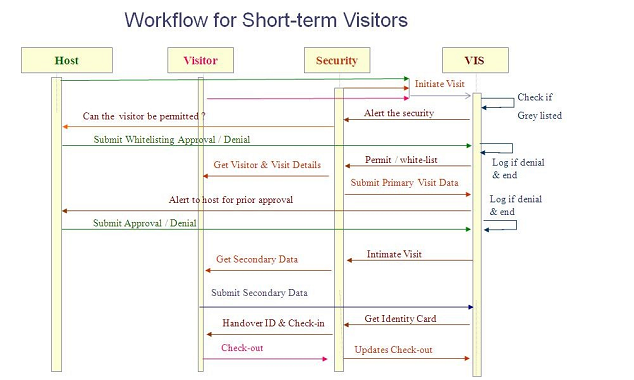 Workflow for Short-term Visitors
Host
Visitor
Security
VIS
Initiate Visit
Check if
Grey listed
Can the visitor be permitted ?
Alert the security
Submit Whitelisting Approval / Denial
Get Visitor & Visit Details
Permit / white-list
Log if denial
& end
Submit Primary Visit Data
Alert to host for prior approval
Log if denial
& end
Submit Approval / Denial
Get Secondary Data
Intimate Visit
Submit Secondary Data
Handover ID & Check-in
Get Identity Card
Check-out
Updates Check-out